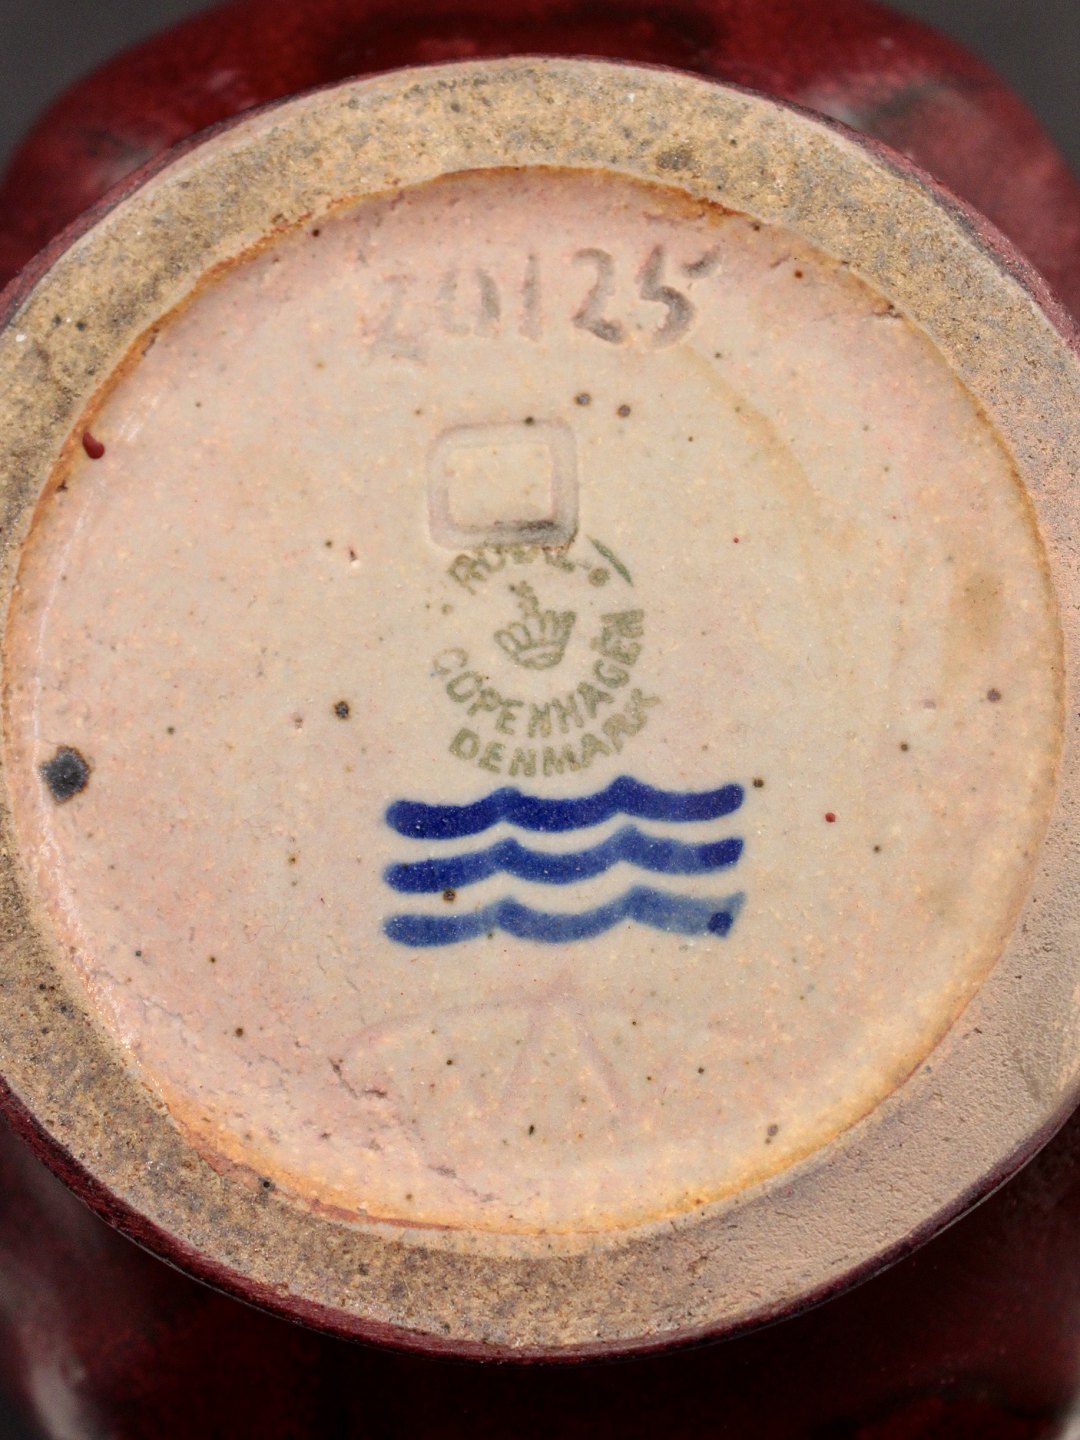 20125
ROYAL
COPENHAGEN
DENMARK